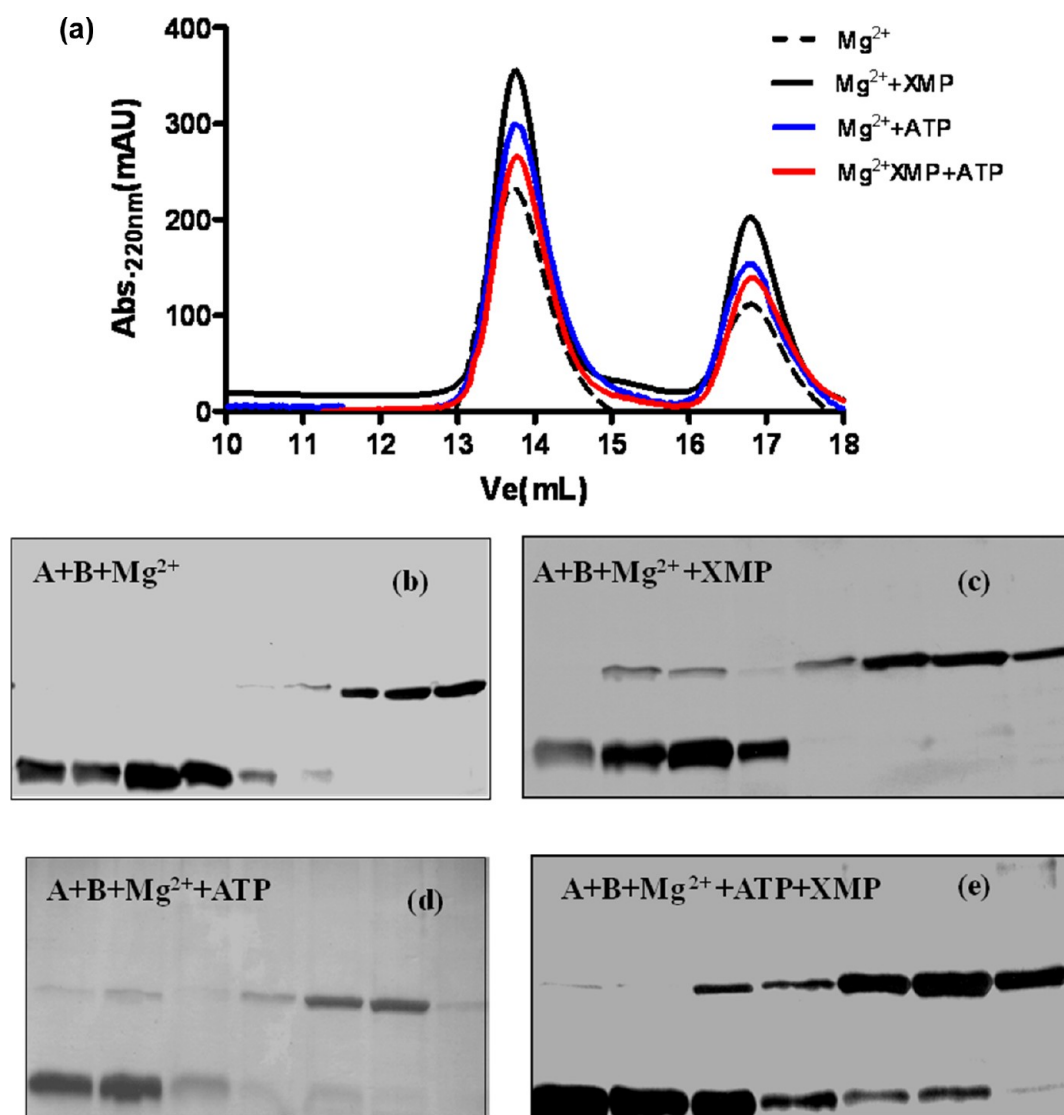 (a)
400
300
200
100
0
Abs.220nm(mAU)
10 11 12 13 14 15 16 17 18
Ve(mL)
Mg2+
Mg2++XMP
Mg2++ATP
Mg2+XMP+ATP
A+B+Mg2+ (b)
A+B+Mg2++XMP (c)
A+B+Mg2++ATP (d)
A+B+Mg2++ATP+XMP (e)